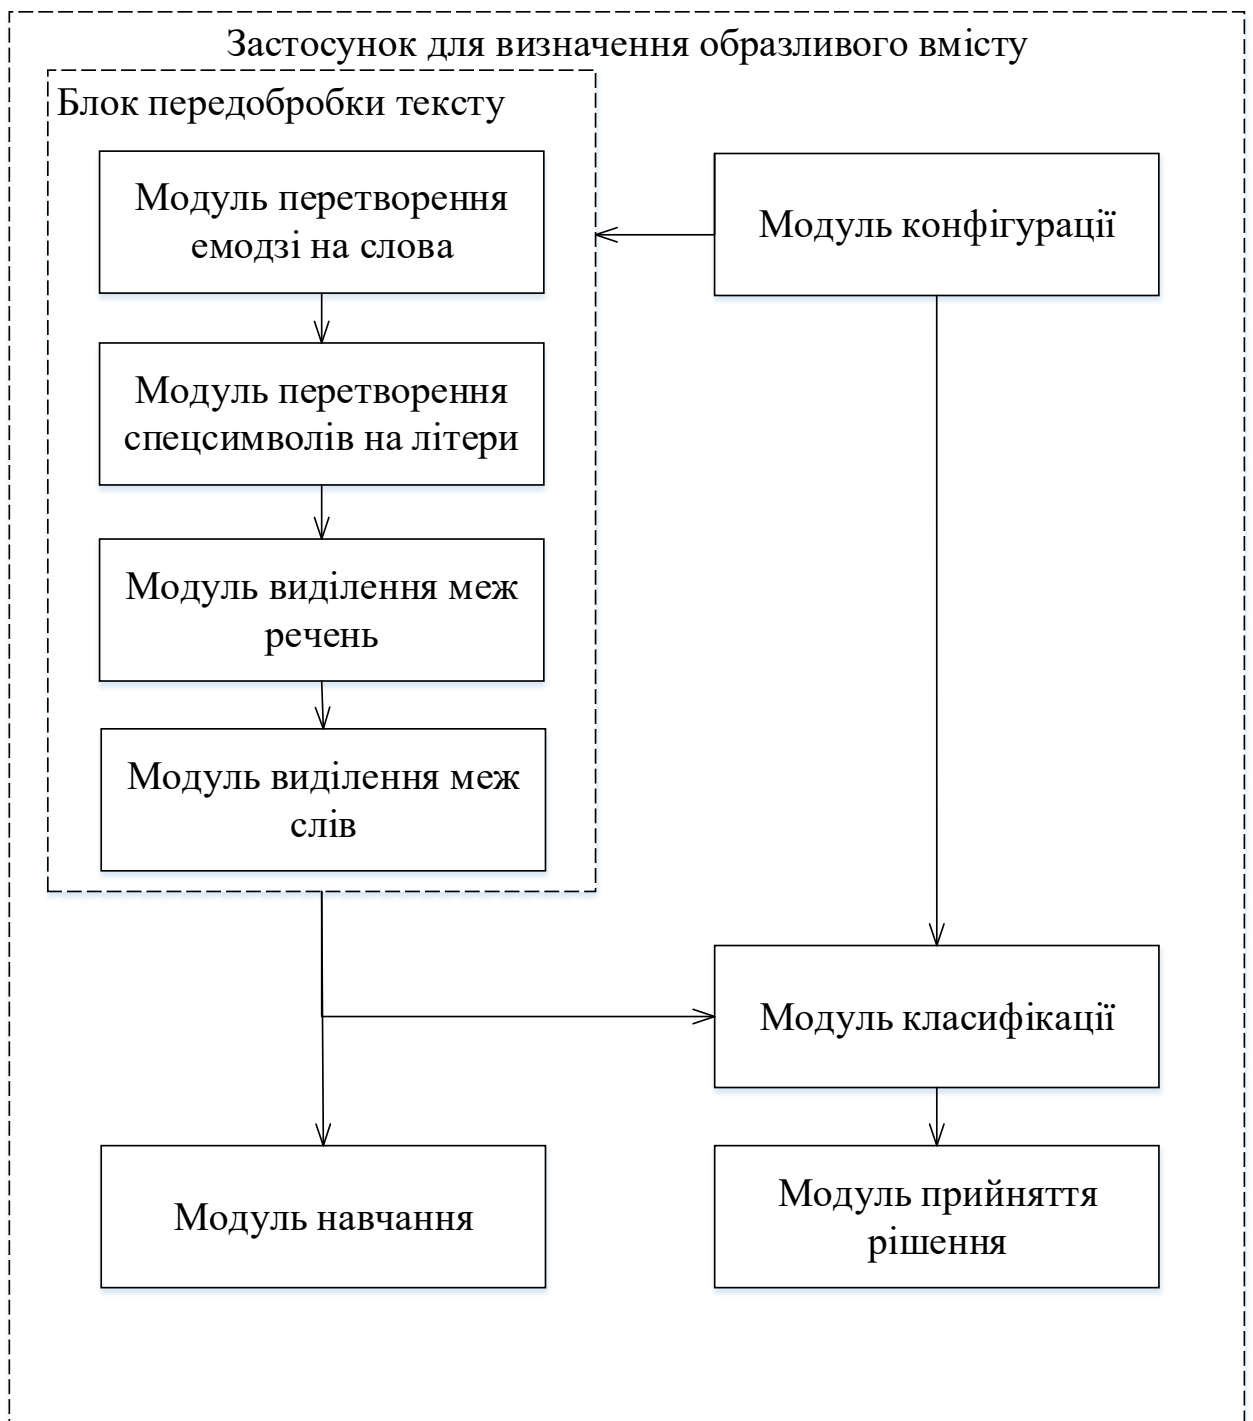 Застосунок для визначення образливого вмісту
Блок передобробки тексту
Модуль перетворення
емодзі на слова
Модуль конфігурації
Модуль перетворення
спецсимволів на літери
Модуль виділення меж
речень
Модуль виділення меж
слів
Модуль класифікації
Модуль навчання
Модуль прийняття
рішення